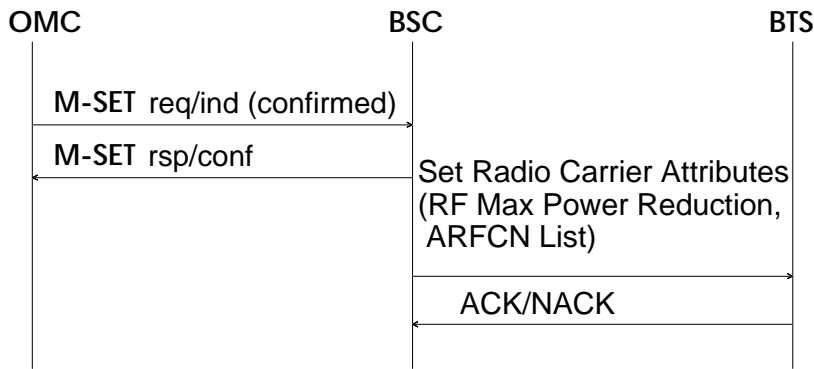 OMC BSC BTS
M-SET req/ind (confirmed)
M-SET rsp/conf
Set Radio Carrier Attributes
(RF Max Power Reduction,
ARFCN List)
ACK/NACK